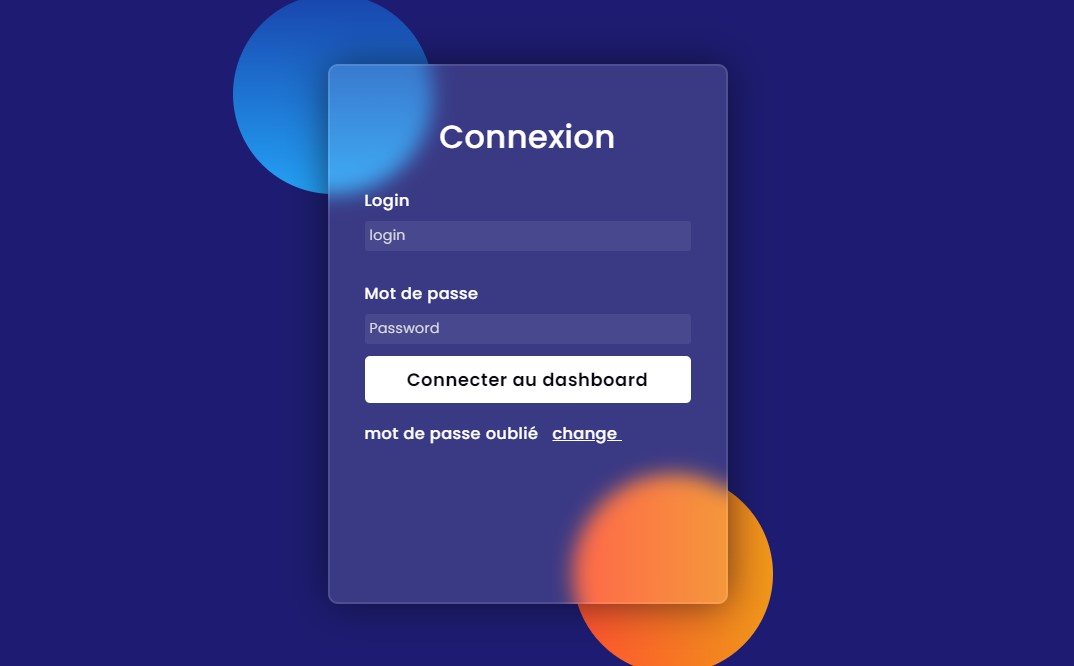 Connexion
Login
login
Mot de passe
Password
Connecter au dashboard
mot de passe oublié change